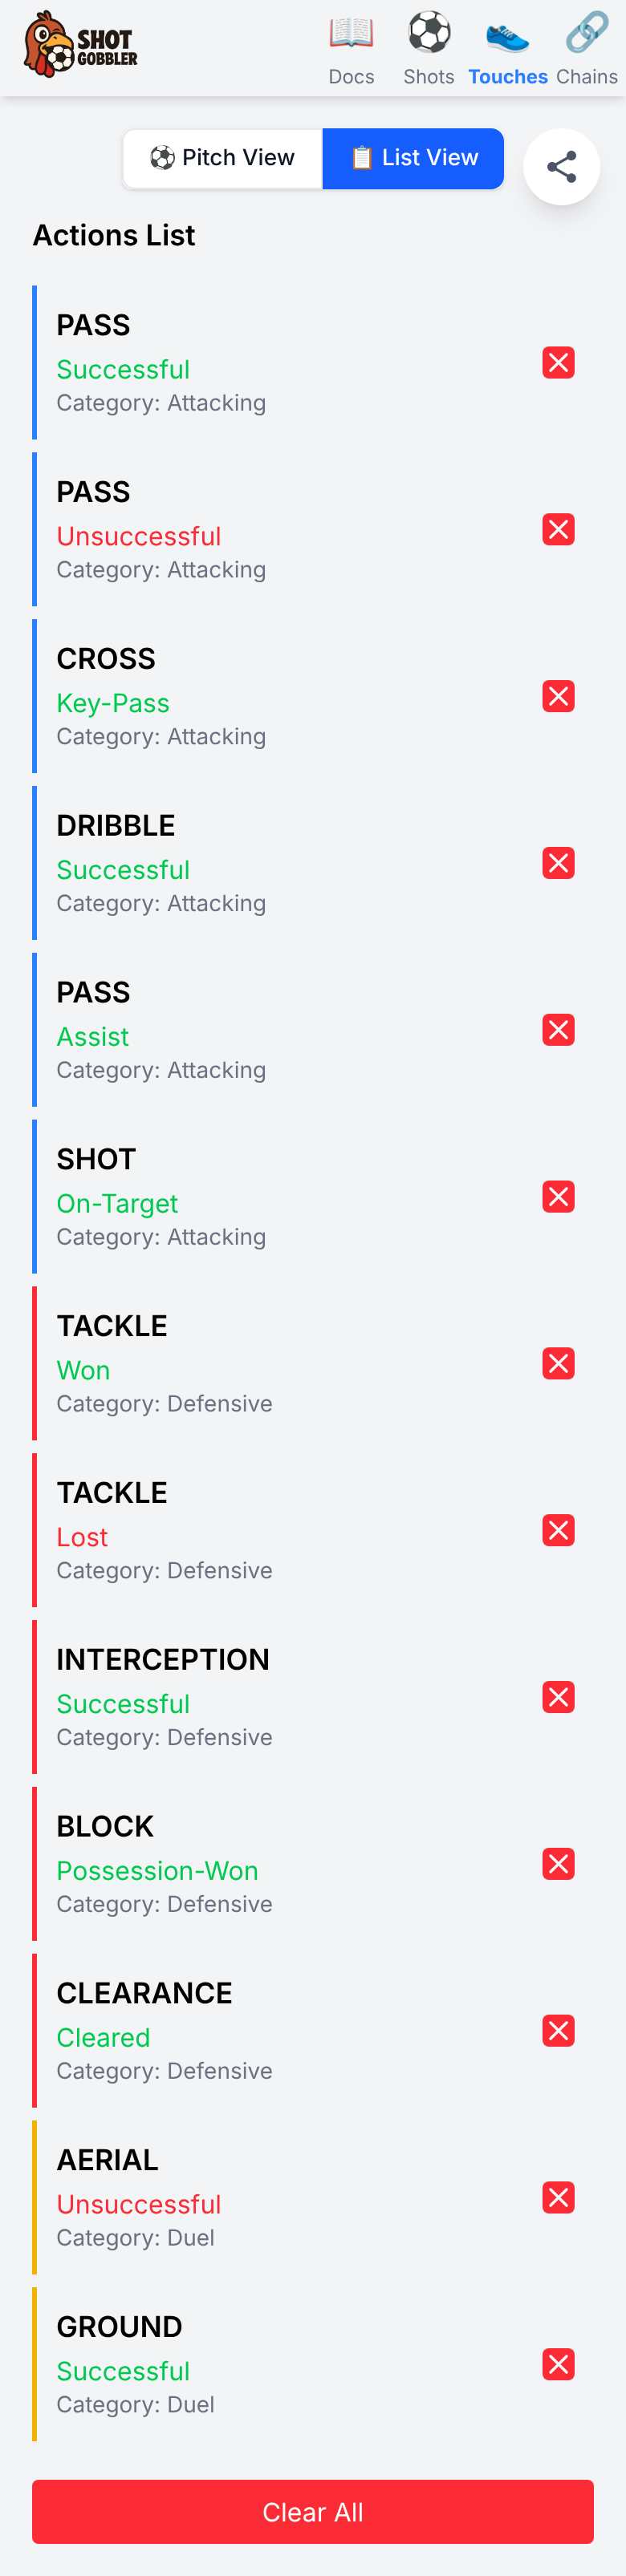 SHOT
GOBBLER
Docs
Shots
Touches
Chains
Pitch View
List View
Actions List
PASS
Successful
Category: Attacking
PASS
Unsuccessful
Category: Attacking
CROSS
Key-Pass
Category: Attacking
DRIBBLE
Successful
Category: Attacking
PASS
Assist
Category: Attacking
SHOT
On-Target
Category: Attacking
TACKLE
Won
Category: Defensive
TACKLE
Lost
Category: Defensive
INTERCEPTION
Successful
Category: Defensive
BLOCK
Possession-Won
Category: Defensive
CLEARANCE
Cleared
Category: Defensive
AERIAL
Unsuccessful
Category: Duel
GROUND
Successful
Category: Duel
Clear All